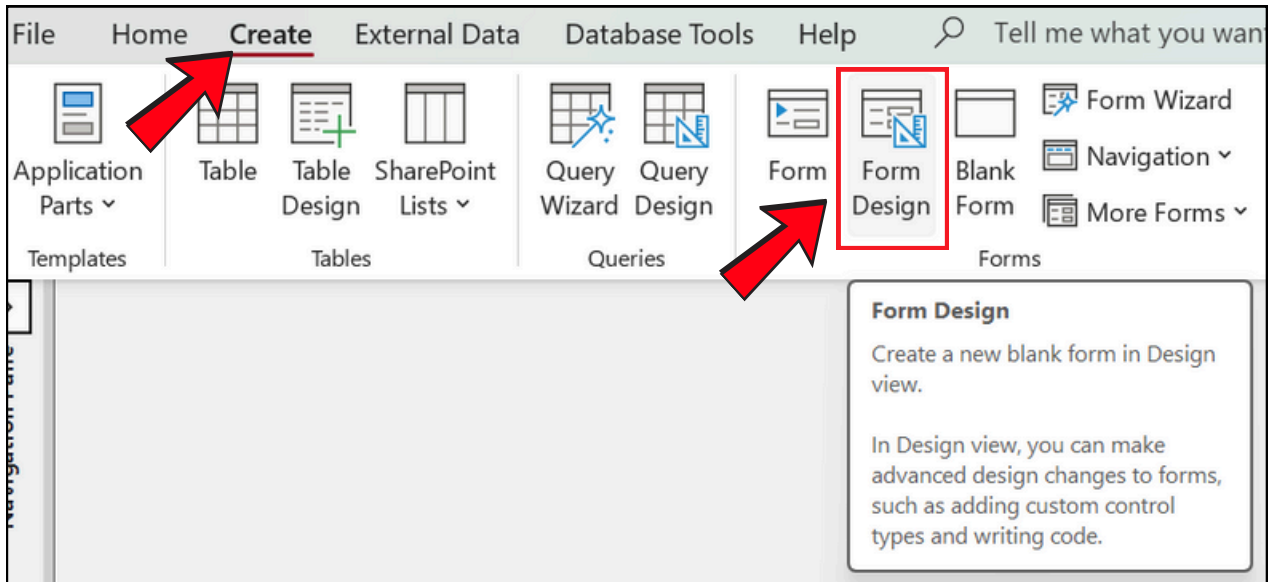 File Home Create External Data Database Tools Help Tell me what you wan
Application Parts
Table
Table Design
SharePoint Lists
Query Wizard
Query Design
Form
Form Design
Blank Form
Form Wizard
Navigation
More Forms
Templates Tables Queries Forms
Navigation Pane
Form Design
Create a new blank form in Design
view.
In Design view, you can make
advanced design changes to forms,
such as adding custom control
types and writing code.